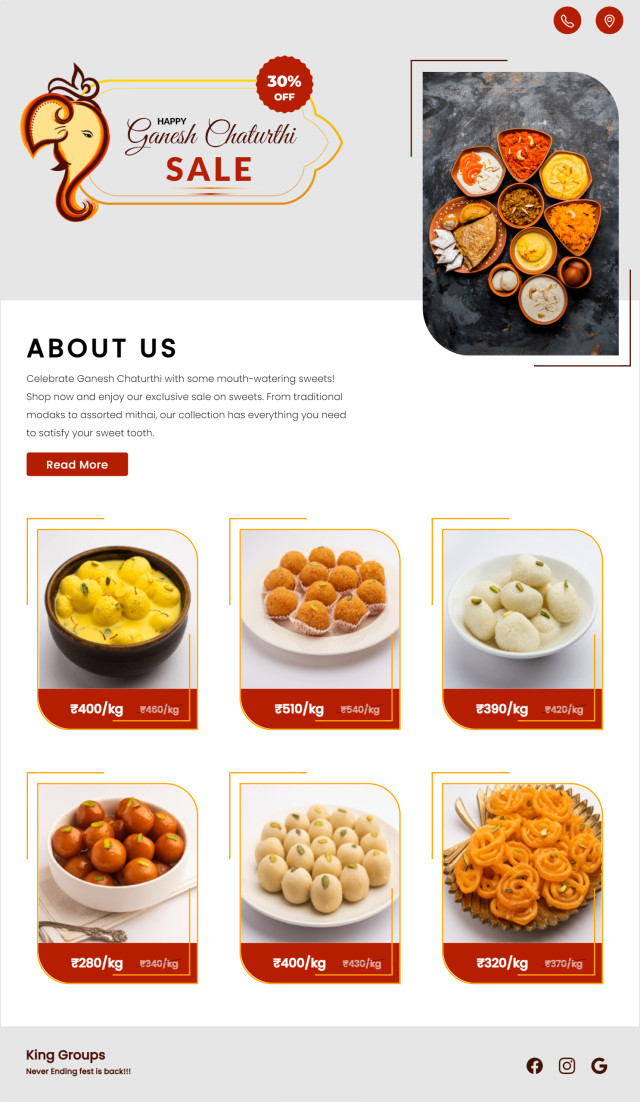 30%
OFF
HAPPY
Ganesh Chaturthi
SALE
ABOUT US
Celebrate Ganesh Chaturthi with some mouth-watering sweets!
Shop now and enjoy our exclusive sale on sweets. From traditional
modaks to assorted mithai, our collection has everything you need
to satisfy your sweet tooth.
Read More
₹400/kg ₹460/kg
₹510/kg ₹540/kg
₹390/kg ₹420/kg
₹280/kg ₹340/kg
₹400/kg ₹430/kg
₹320/kg ₹370/kg
King Groups
Never Ending fest is back!!!